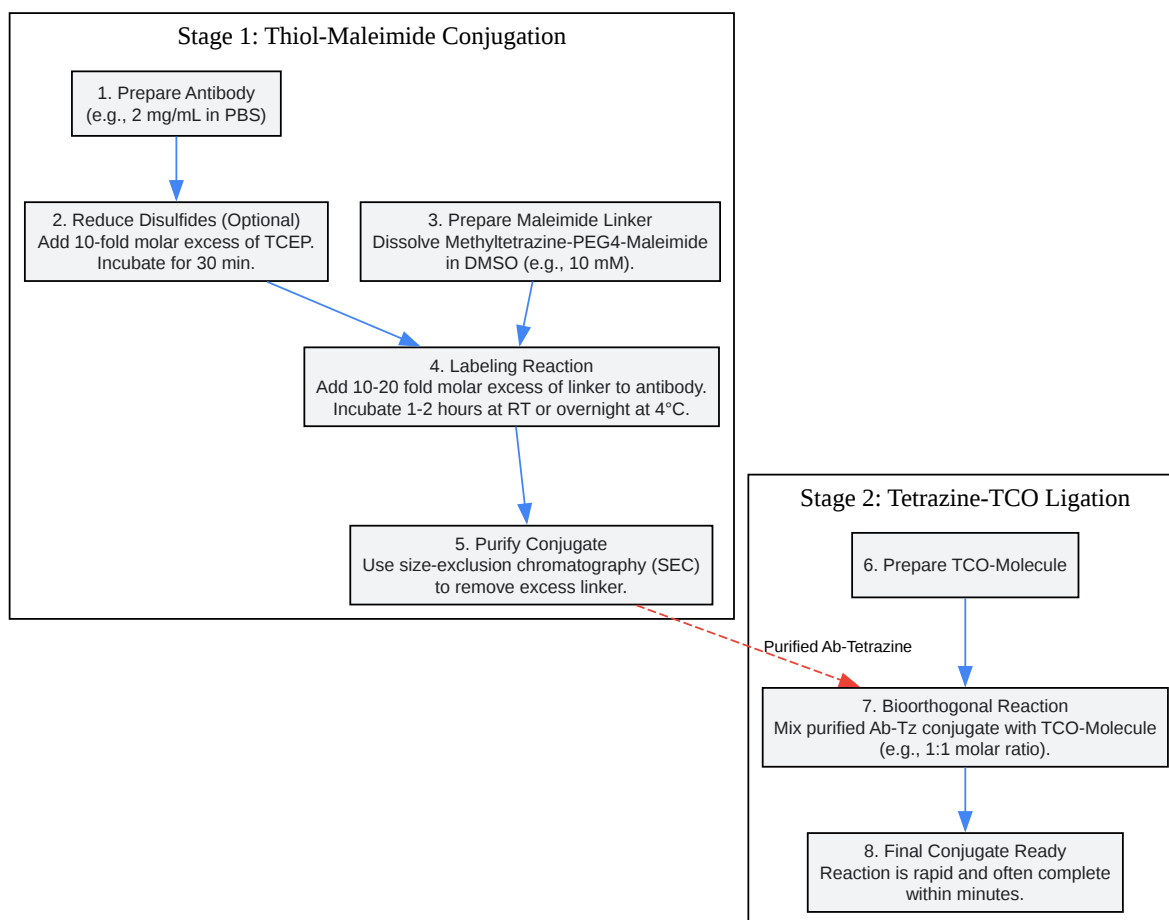 Stage 1: Thiol-Maleimide Conjugation
1. Prepare Antibody
(e.g., 2 mg/mL in PBS)
2. Reduce Disulfides (Optional)
Add 10-fold molar excess of TCEP.
Incubate for 30 min.
3. Prepare Maleimide Linker
Dissolve Methyltetrazine-PEG4-Maleimide
in DMSO (e.g., 10 mM).
4. Labeling Reaction
Add 10-20 fold molar excess of linker to antibody.
Incubate 1-2 hours at RT or overnight at 4°C.
5. Purify Conjugate
Use size-exclusion chromatography (SEC)
to remove excess linker.
Purified Ab-Tetrazine
Stage 2: Tetrazine-TCO Ligation
6. Prepare TCO-Molecule
7. Bioorthogonal Reaction
Mix purified Ab-Tz conjugate with TCO-Molecule
(e.g., 1:1 molar ratio).
8. Final Conjugate Ready
Reaction is rapid and often complete
within minutes.